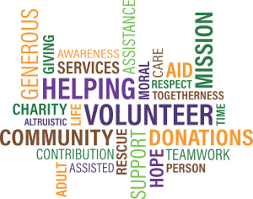 GENEROUS
GIVING
AWARENESS
SERVICES
ASSISTANCE
MORAL
CARE
AID
MISSION
RESPECT
HELPING
TOGETHERNESS
CHARITY
ALTRUISTIC
LIFE
VOLUNTEER
TIME
COMMUNITY
DONATIONS
CONTRIBUTION
RESCUE
SUPPORT
HOPE
TEAMWORK
ADULT
ASSISTED
PERSON